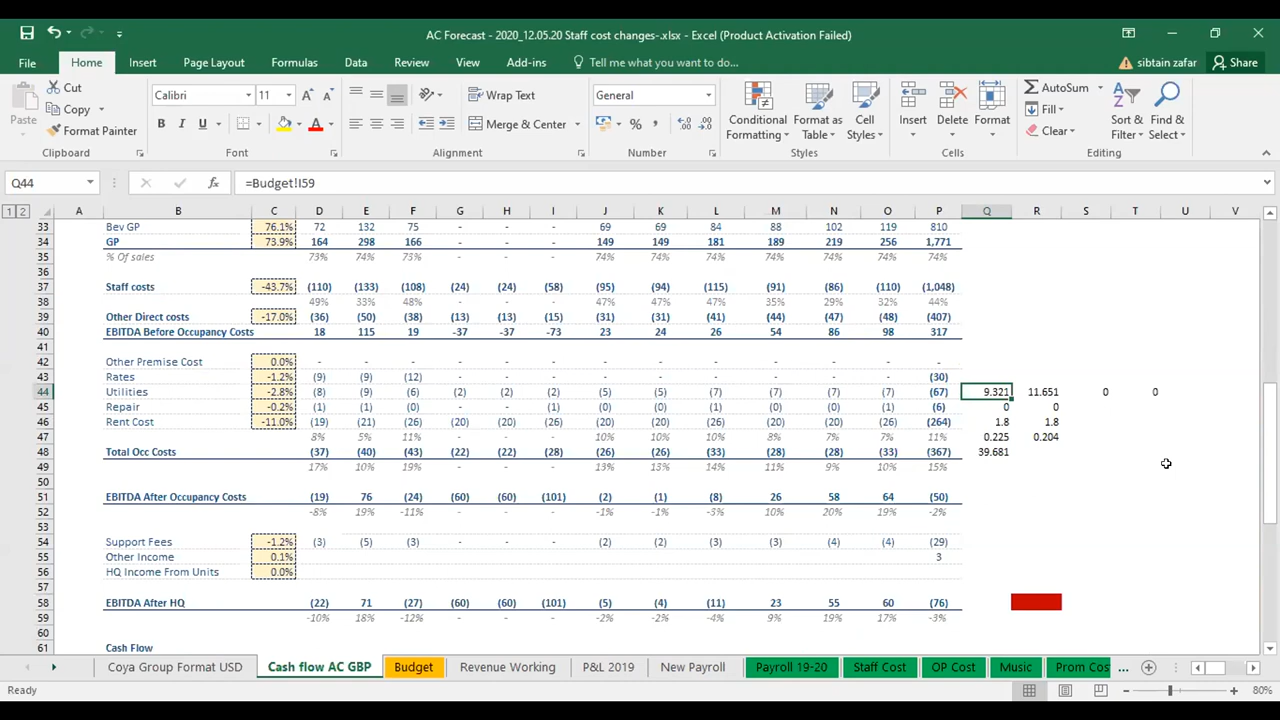 AC Forecast - 2020_12.05.20 Staff cost changes-.xlsx - Excel (Product Activation Failed)
File Home Insert Page Layout Formulas Data Review View Add-ins Tell me what you want to do... sibtain zafar Share
Paste Cut Copy Format Painter Clipboard
Calibri 11 B I U A Font
Wrap Text Merge & Center Alignment
General % , Number
Conditional Formatting Format as Table Cell Styles Styles
Insert Delete Format Cells
AutoSum Fill Clear Sort & Filter Find & Select Editing
Q44 fx =Budget!I59
1 2 A B C D E F G H I J K L M N O P Q R S T U V
33 Bev GP 76.1% 72 132 75 - - - 69 69 84 88 102 119 810
34 GP 73.9% 164 298 166 - - - 149 149 181 189 219 256 1,771
35 % Of sales 73% 74% 73% 74% 74% 74% 74% 74% 74% 74%
36
37 Staff costs -43.7% (110) (133) (108) (24) (24) (58) (95) (94) (115) (91) (86) (110) (1,048)
38 49% 33% 48% - - - 47% 47% 47% 35% 29% 32% 44%
39 Other Direct costs -17.0% (36) (50) (38) (13) (13) (15) (31) (31) (41) (44) (47) (48) (407)
40 EBITDA Before Occupancy Costs 18 115 19 -37 -37 -73 23 24 26 54 86 98 317
41
42 Other Premise Cost 0.0% - - - - - - - - - - - - -
43 Rates -1.2% (9) (9) (12) - - - - - - - - - (30)
44 Utilities -2.8% (8) (9) (6) (2) (2) (2) (5) (5) (7) (7) (7) (7) (67) 9.321 11.651 0 0
45 Repair -0.2% (1) (1) (0) - - (1) (0) (0) (1) (0) (0) (1) (6) 0 0
46 Rent Cost -11.0% (19) (21) (26) (20) (20) (26) (20) (20) (26) (20) (20) (26) (264) 1.8 1.8
47 8% 5% 11% - - - 10% 10% 10% 8% 7% 7% 11% 0.225 0.204
48 Total Occ Costs (37) (40) (43) (22) (22) (28) (26) (26) (33) (28) (28) (33) (367) 39.681
49 17% 10% 19% - - - 13% 13% 14% 11% 9% 10% 15%
50
51 EBITDA After Occupancy Costs (19) 76 (24) (60) (60) (101) (2) (1) (8) 26 58 64 (50)
52 -8% 19% -11% - - - -1% -1% -3% 10% 20% 19% -2%
53
54 Support Fees -1.2% (3) (5) (3) - - - (2) (2) (3) (3) (4) (4) (29)
55 Other Income 0.1% 3
56 HQ Income From Units 0.0%
57
58 EBITDA After HQ (22) 71 (27) (60) (60) (101) (5) (4) (11) 23 55 60 (76)
59 -10% 18% -12% - - - -2% -2% -4% 9% 19% 17% -3%
60
61 Cash Flow
Coya Group Format USD Cash flow AC GBP Budget Revenue Working P&L 2019 New Payroll Payroll 19-20 Staff Cost OP Cost Music Prom Cos ...
Ready 80%